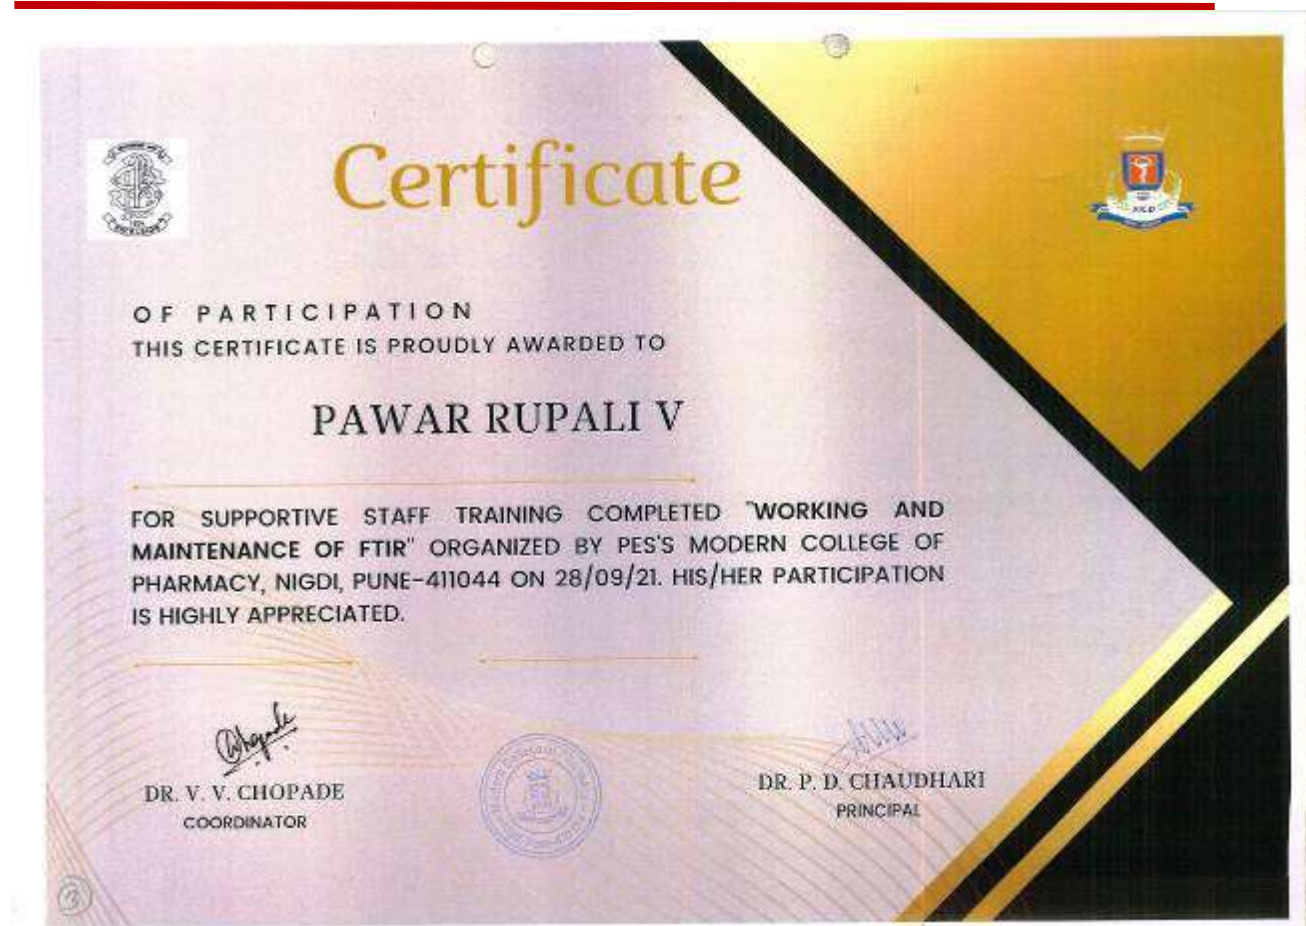 Certificate
OF PARTICIPATION
THIS CERTIFICATE IS PROUDLY AWARDED TO
PAWAR RUPALI V
FOR SUPPORTIVE STAFF TRAINING COMPLETED "WORKING AND
MAINTENANCE OF FTIR" ORGANIZED BY PES'S MODERN COLLEGE OF
PHARMACY, NIGDI, PUNE-411044 ON 28/09/21. HIS/HER PARTICIPATION
IS HIGHLY APPRECIATED.
Chopade
DR. V. V. CHOPADE
COORDINATOR
DR. P. D. CHAUDHARI
PRINCIPAL
3